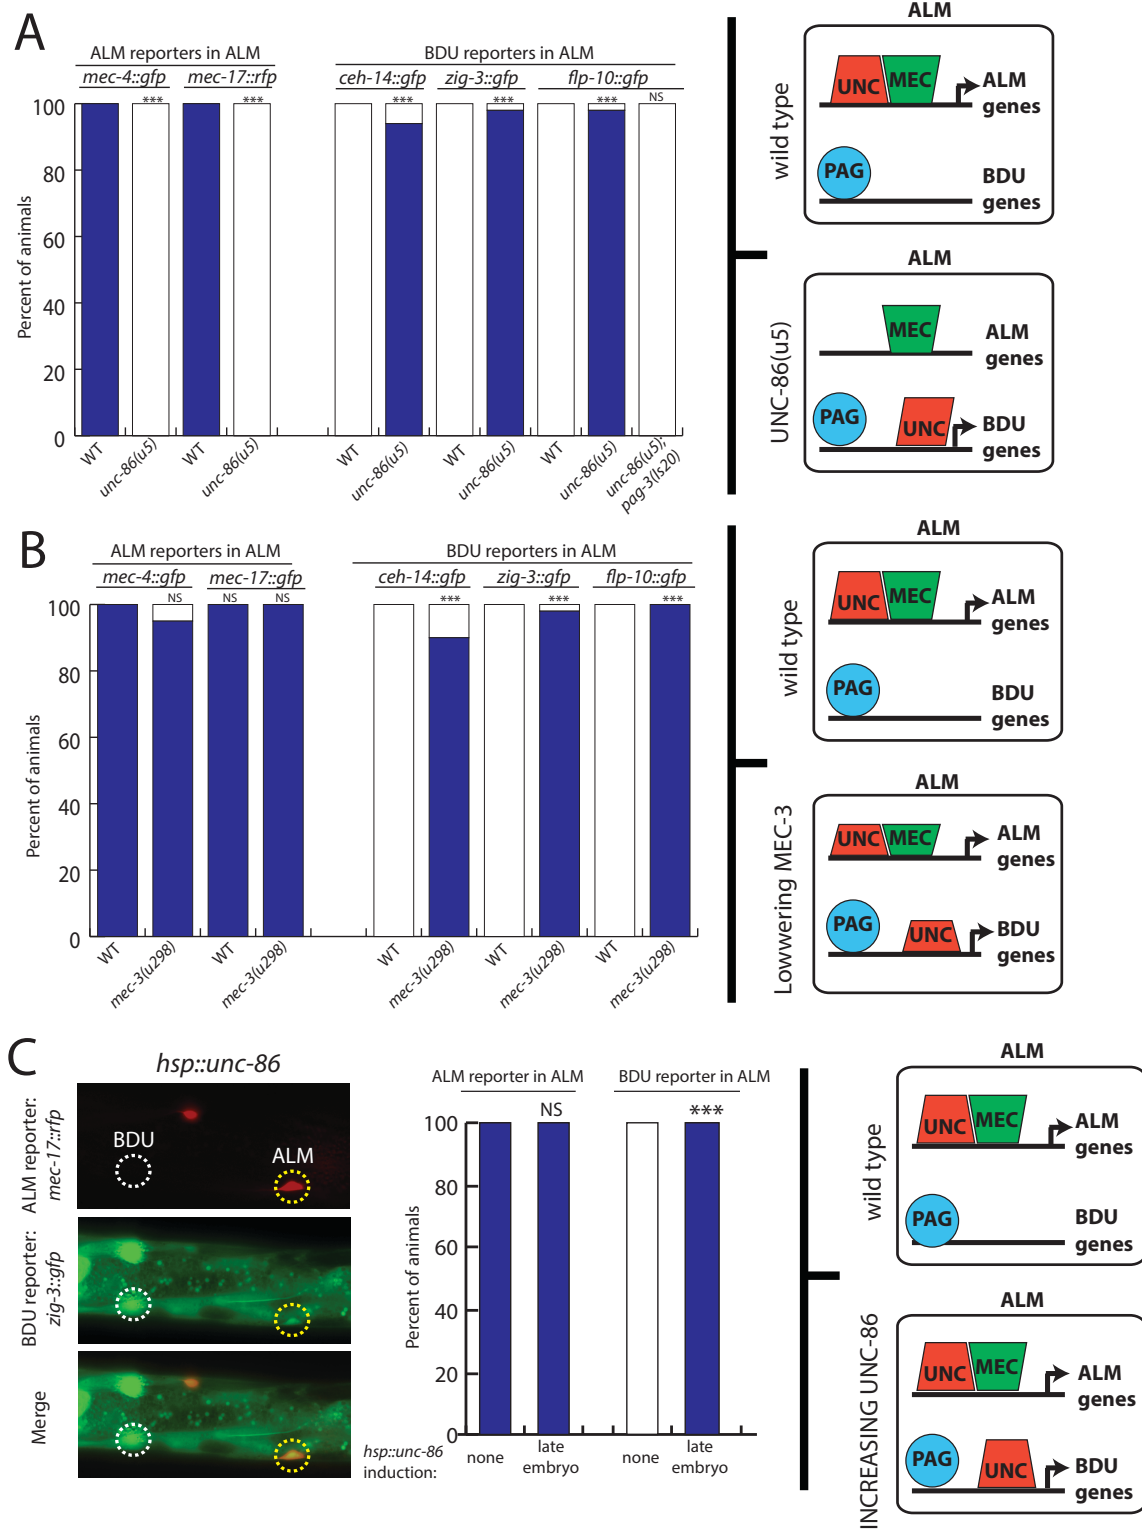 A
ALM reporters in ALM
mec-4::gfp mec-17::rfp
BDU reporters in ALM
ceh-14::gfp zig-3::gfp flp-10::gfp
*** *** *** *** *** NS
Percent of animals
100
80
60
40
20
0
WT
unc-86(u5)
WT
unc-86(u5)
WT
unc-86(u5)
WT
unc-86(u5)
WT
unc-86(u5)
unc-86(u5);
pag-3(ls20)
wild type
ALM
UNC MEC
ALM
genes
PAG
BDU
genes
UNC-86(u5)
ALM
MEC
ALM
genes
PAG
UNC
BDU
genes
B
ALM reporters in ALM
mec-4::gfp mec-17::gfp
BDU reporters in ALM
ceh-14::gfp zig-3::gfp flp-10::gfp
NS NS NS *** *** ***
Percent of animals
100
80
60
40
20
0
WT
mec-3(u298)
WT
mec-3(u298)
WT
mec-3(u298)
WT
mec-3(u298)
WT
mec-3(u298)
wild type
ALM
UNC MEC
ALM
genes
PAG
BDU
genes
Lowwering MEC-3
ALM
UNC MEC
ALM
genes
PAG
UNC
BDU
genes
C
hsp::unc-86
ALM reporter:
mec-17::rfp
BDU
ALM
BDU reporter:
zig-3::gfp
Merge
ALM reporter in ALM
BDU reporter in ALM
NS ***
Percent of animals
100
80
60
40
20
0
hsp::unc-86
induction:
none
late
embryo
none
late
embryo
wild type
ALM
UNC MEC
ALM
genes
PAG
BDU
genes
INCREASING UNC-86
ALM
UNC MEC
ALM
genes
PAG
UNC
BDU
genes